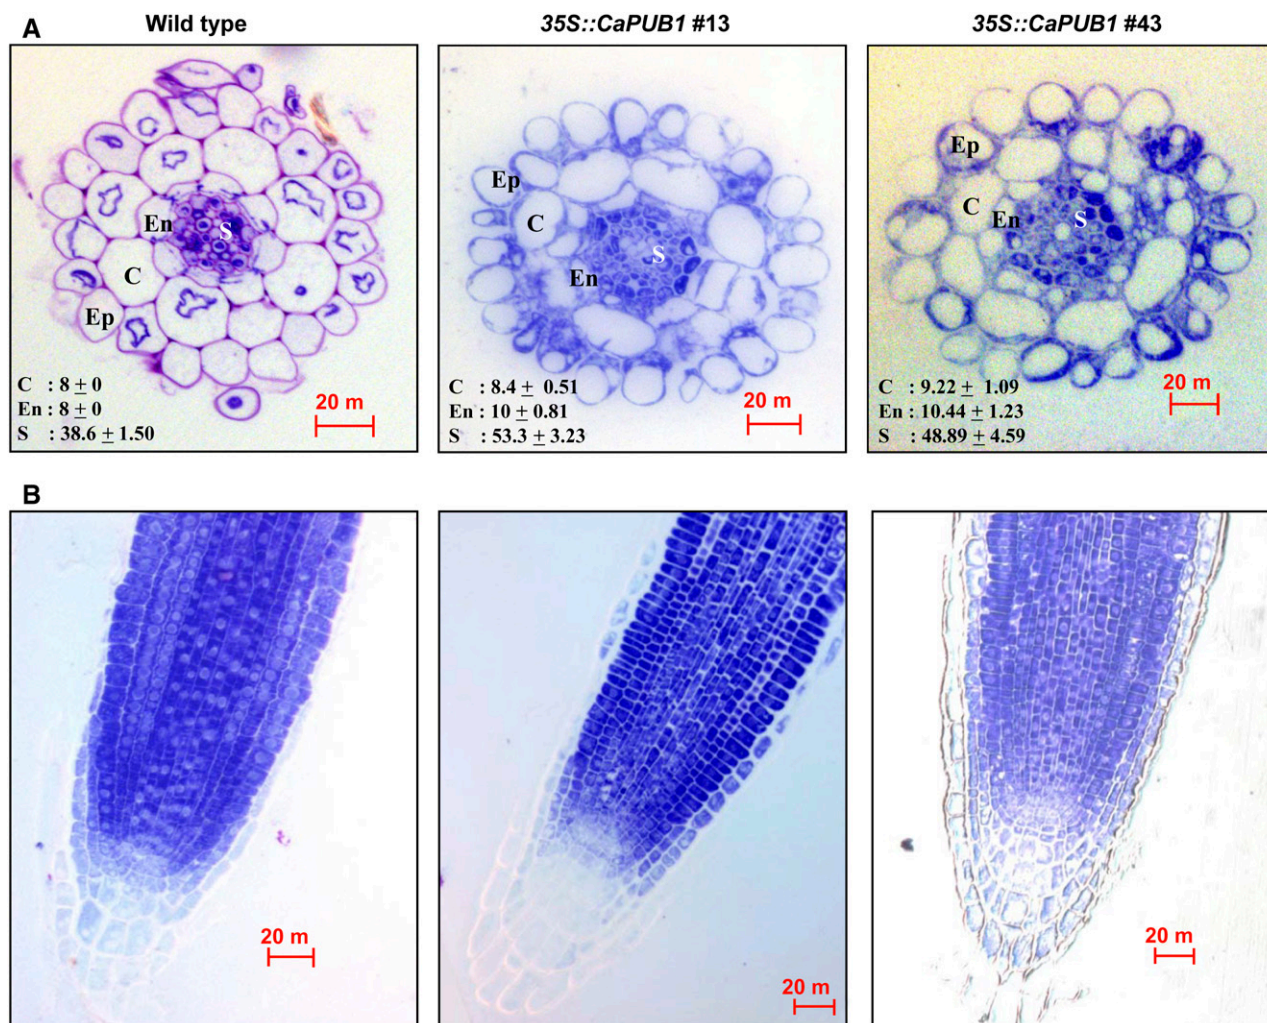 A
Wild type
35S::CaPUB1 #13
35S::CaPUB1 #43
En
S
C
Ep
C : 8 ± 0
En : 8 ± 0
S : 38.6 ± 1.50
20 m
Ep
C
S
En
C : 8.4 ± 0.51
En : 10 ± 0.81
S : 53.3 ± 3.23
20 m
Ep
C
En
S
C : 9.22 ± 1.09
En : 10.44 ± 1.23
S : 48.89 ± 4.59
20 m
B
20 m
20 m
20 m